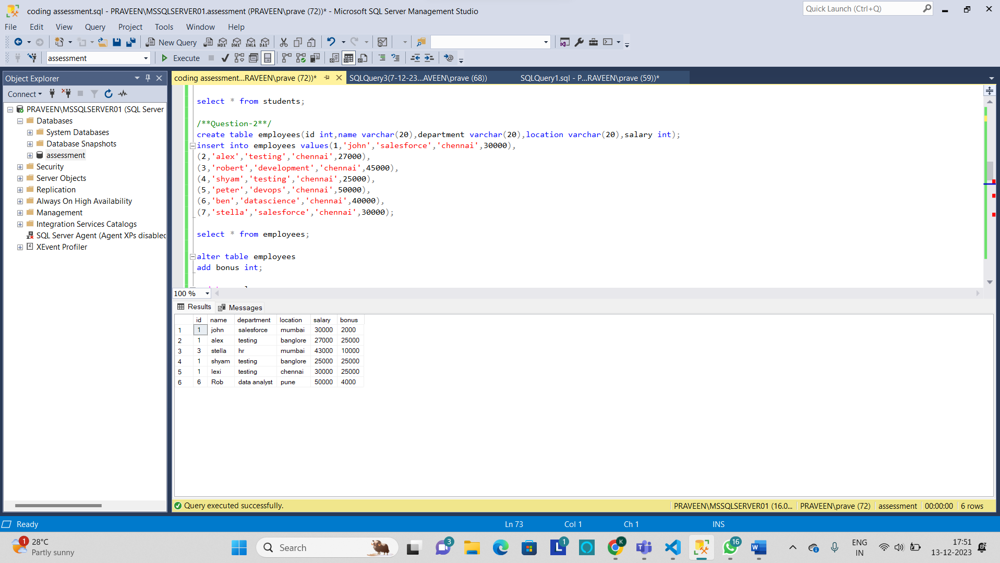 coding assessment.sql - PRAVEEN\MSSQLSERVER01.assessment (PRAVEEN\prave (72))* - Microsoft SQL Server Management Studio
Quick Launch (Ctrl+Q)
File Edit View Query Project Tools Window Help
New Query MDX DMX XMLA DAX
assessment Execute
Object Explorer
coding assessment...RAVEEN\prave (72))* SQLQuery3(7-12-23...AVEEN\prave (68)) SQLQuery1.sql - P...RAVEEN\prave (59))*
Connect
PRAVEEN\MSSQLSERVER01 (SQL Server
Databases
System Databases
Database Snapshots
assessment
Security
Server Objects
Replication
Always On High Availability
Management
Integration Services Catalogs
SQL Server Agent (Agent XPs disabled
XEvent Profiler
select * from students;
/**Question-2**/
create table employees(id int,name varchar(20),department varchar(20),location varchar(20),salary int);
insert into employees values(1,'john','salesforce','chennai',30000),
(2,'alex','testing','chennai',27000),
(3,'robert','development','chennai',45000),
(4,'shyam','testing','chennai',25000),
(5,'peter','devops','chennai',50000),
(6,'ben','datascience','chennai',40000),
(7,'stella','salesforce','chennai',30000);
select * from employees;
alter table employees
add bonus int;
100 %
Results Messages
id name department location salary bonus
1 1 john salesforce mumbai 30000 2000
2 1 alex testing banglore 27000 25000
3 3 stella hr mumbai 43000 10000
4 1 shyam testing banglore 25000 25000
5 1 lexi testing chennai 30000 25000
6 6 Rob data analyst pune 50000 4000
Query executed successfully. PRAVEEN\MSSQLSERVER01 (16.0... PRAVEEN\prave (72) assessment 00:00:00 6 rows
Ready Ln 73 Col 1 Ch 1 INS
1 28°C
Partly sunny
Search
3
L 1
K
16
W
ENG
IN
17:51
13-12-2023